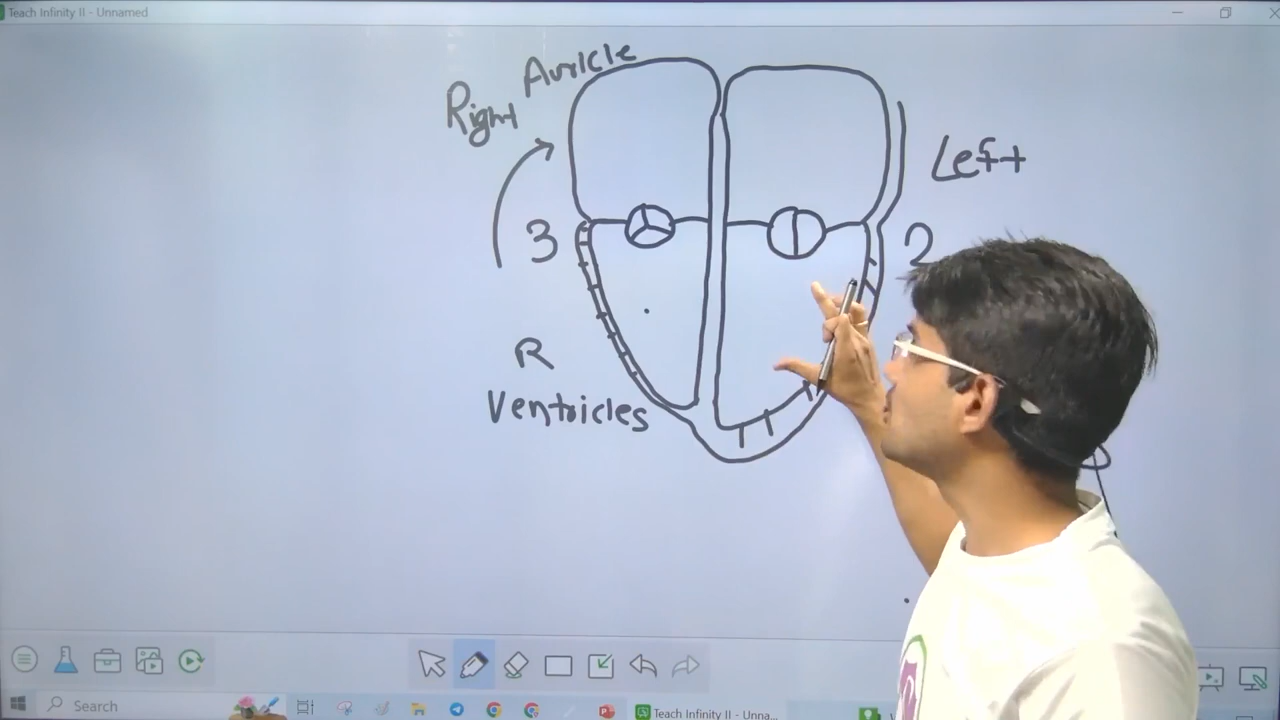 Teach Infinity II - Unnamed
Right Auricle
Left
3
2
R
Ventricles
Search
Teach Infinity II - Unna...